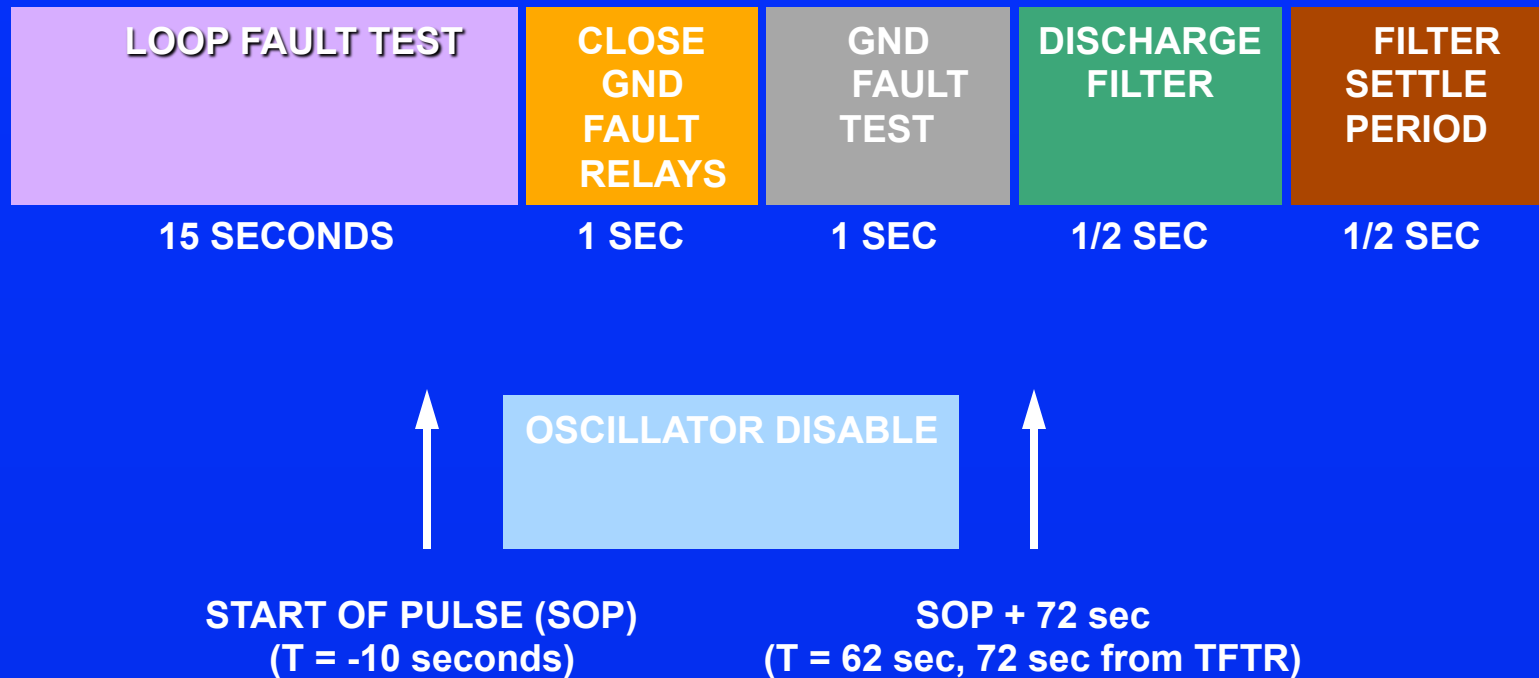 LOOP FAULT TEST
CLOSE
GND
FAULT
RELAYS
GND
FAULT
TEST
DISCHARGE
FILTER
FILTER
SETTLE
PERIOD
15 SECONDS
1 SEC
1 SEC
1/2 SEC
1/2 SEC
OSCILLATOR DISABLE
START OF PULSE (SOP)
(T = -10 seconds)
SOP + 72 sec
(T = 62 sec, 72 sec from TFTR)